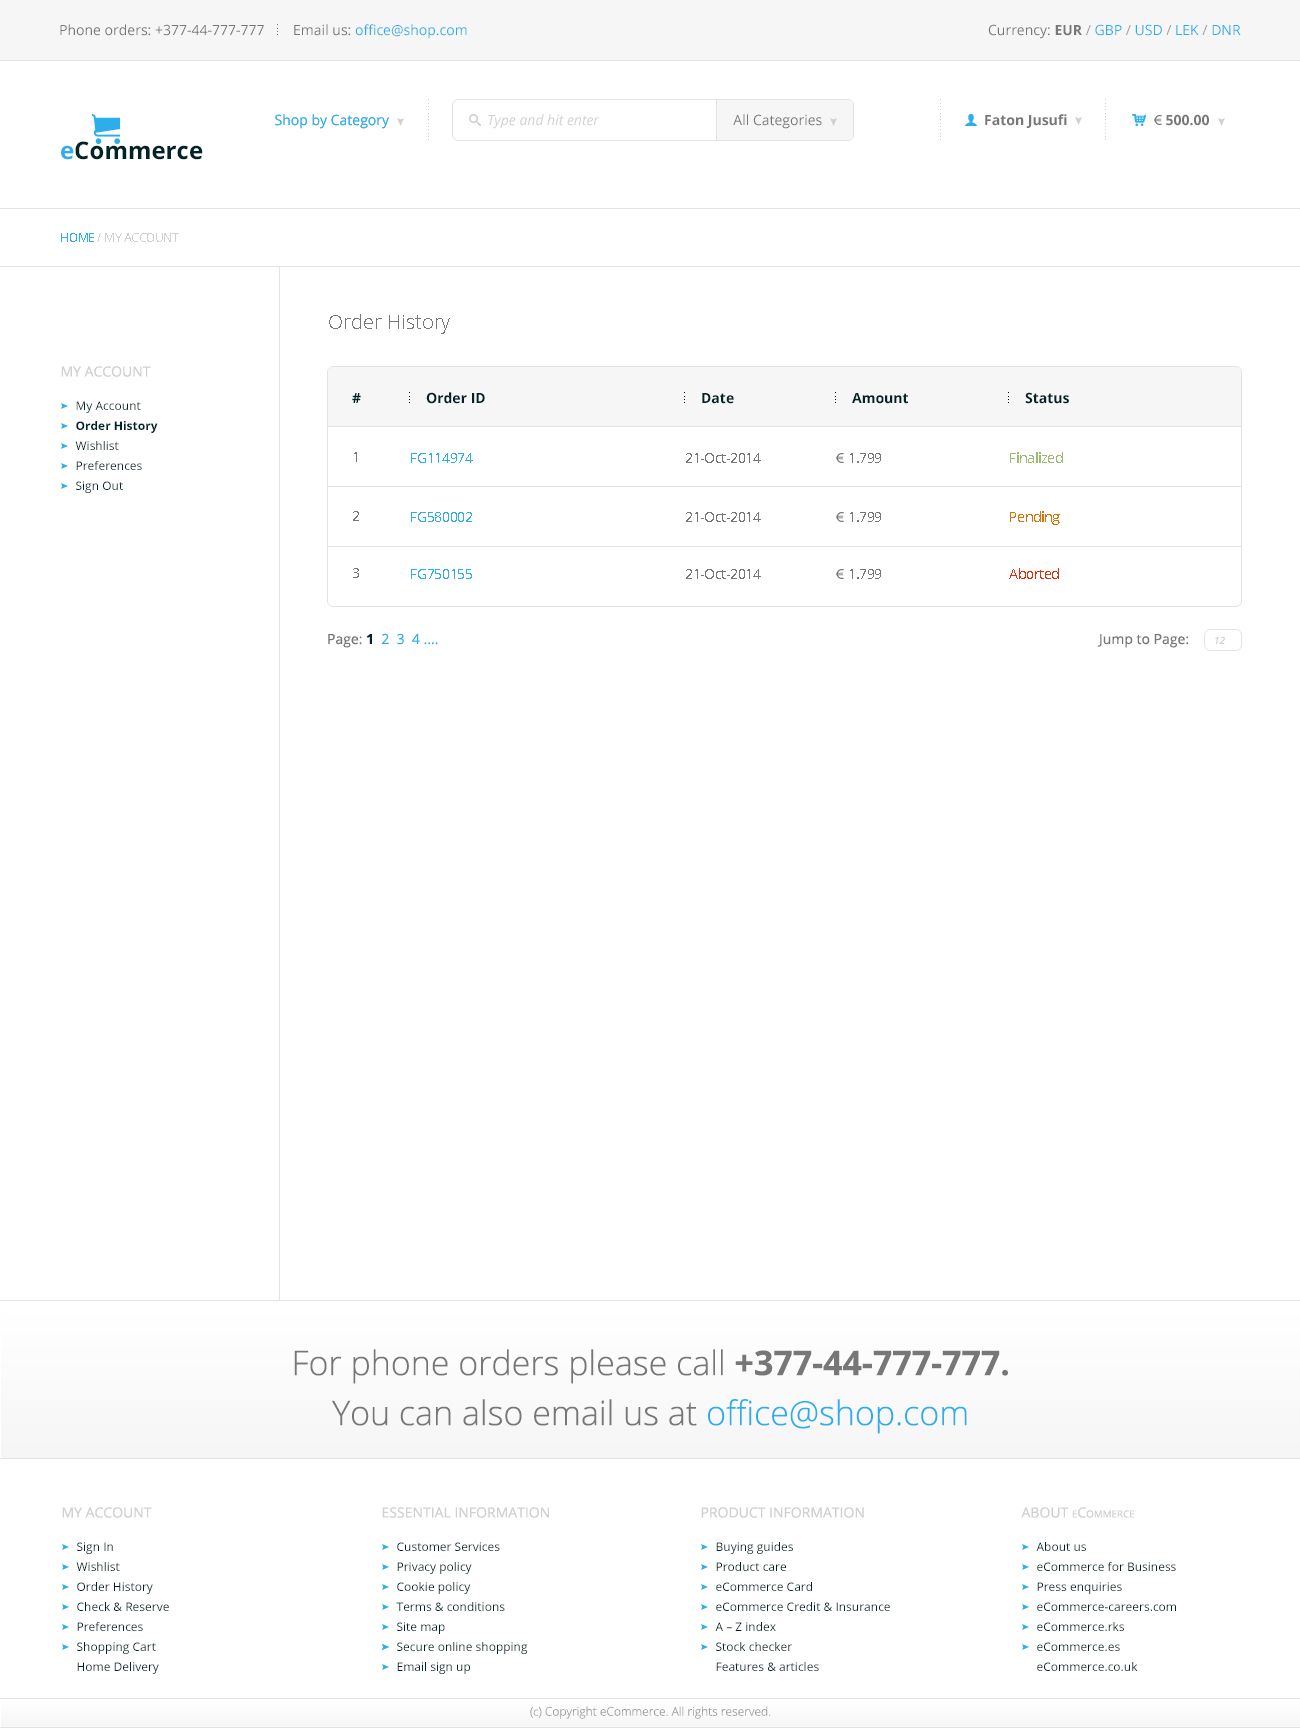 Phone orders: +377-44-777-777 Email us: office@shop.com Currency: EUR / GBP / USD / LEK / DNR
eCommerce
Shop by Category
Type and hit enter
All Categories
Faton Jusufi
€ 500.00
HOME / MY ACCOUNT
MY ACCOUNT
My Account
Order History
Wishlist
Preferences
Sign Out
Order History
# Order ID Date Amount Status
1 FG114974 21-Oct-2014 € 1.799 Finalized
2 FG580002 21-Oct-2014 € 1.799 Pending
3 FG750155 21-Oct-2014 € 1.799 Aborted
Page: 1 2 3 4 .... Jump to Page: 12
For phone orders please call +377-44-777-777.
You can also email us at office@shop.com
MY ACCOUNT
Sign In
Wishlist
Order History
Check & Reserve
Preferences
Shopping Cart
Home Delivery
ESSENTIAL INFORMATION
Customer Services
Privacy policy
Cookie policy
Terms & conditions
Site map
Secure online shopping
Email sign up
PRODUCT INFORMATION
Buying guides
Product care
eCommerce Card
eCommerce Credit & Insurance
A – Z index
Stock checker
Features & articles
ABOUT eCommerce
About us
eCommerce for Business
Press enquiries
eCommerce-careers.com
eCommerce.rks
eCommerce.es
eCommerce.co.uk
(c) Copyright eCommerce. All rights reserved.